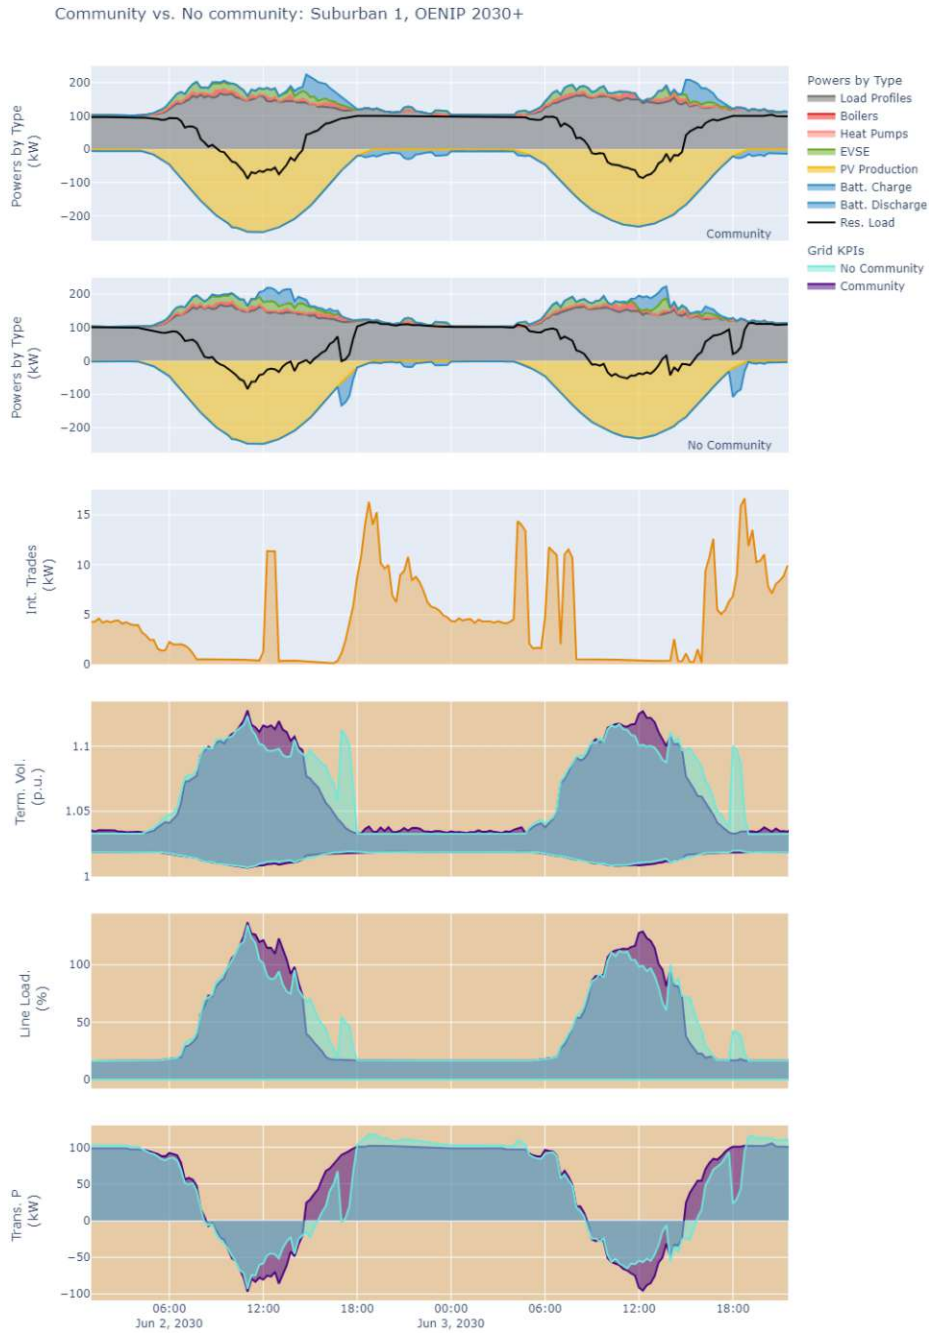 Community vs. No community: Suburban 1, OENIP 2030+
Powers by Type
(kW)
200
100
0
−100
−200
Community
Powers by Type
Load Profiles
Boilers
Heat Pumps
EVSE
PV Production
Batt. Charge
Batt. Discharge
Res. Load
Grid KPIs
No Community
Community
Powers by Type
(kW)
200
100
0
−100
−200
No Community
Int. Trades
(kW)
15
10
5
0
Term. Vol.
(p.u.)
1.1
1.05
1
Line Load.
(%)
100
50
0
Trans. P
(kW)
100
50
0
−50
−100
06:00 12:00 18:00 00:00 06:00 12:00 18:00
Jun 2, 2030 Jun 3, 2030